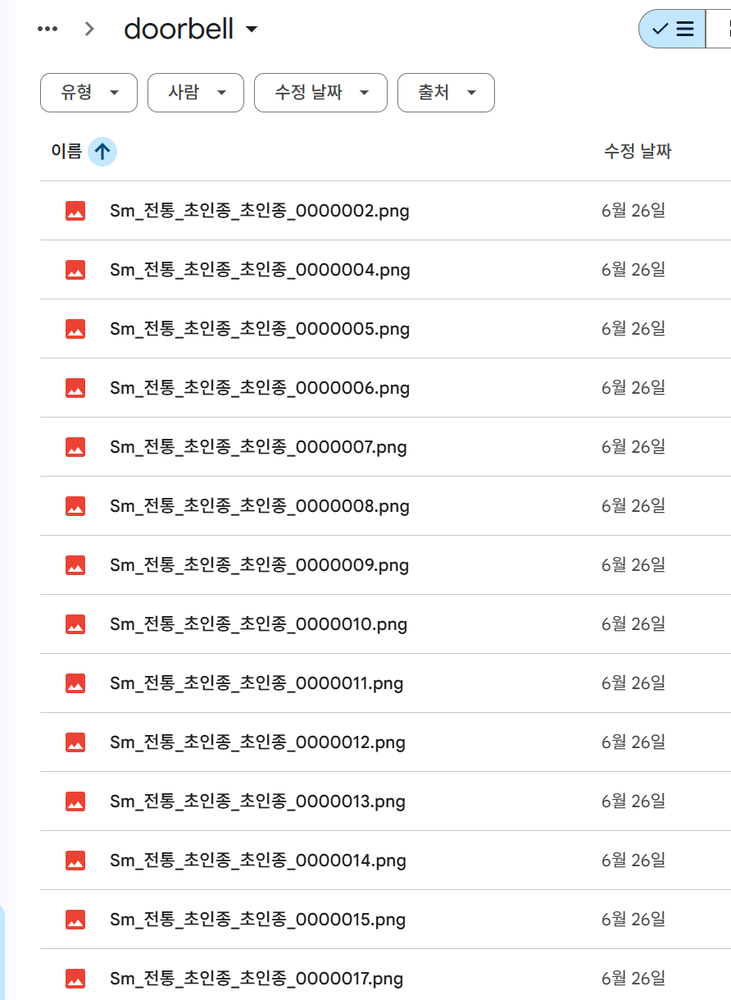 doorbell
유형 사람 수정 날짜 출처
이름 수정 날짜
Sm_전통_초인종_초인종_0000002.png 6월 26일
Sm_전통_초인종_초인종_0000004.png 6월 26일
Sm_전통_초인종_초인종_0000005.png 6월 26일
Sm_전통_초인종_초인종_0000006.png 6월 26일
Sm_전통_초인종_초인종_0000007.png 6월 26일
Sm_전통_초인종_초인종_0000008.png 6월 26일
Sm_전통_초인종_초인종_0000009.png 6월 26일
Sm_전통_초인종_초인종_0000010.png 6월 26일
Sm_전통_초인종_초인종_0000011.png 6월 26일
Sm_전통_초인종_초인종_0000012.png 6월 26일
Sm_전통_초인종_초인종_0000013.png 6월 26일
Sm_전통_초인종_초인종_0000014.png 6월 26일
Sm_전통_초인종_초인종_0000015.png 6월 26일
Sm_전통_초인종_초인종_0000017.png 6월 26일